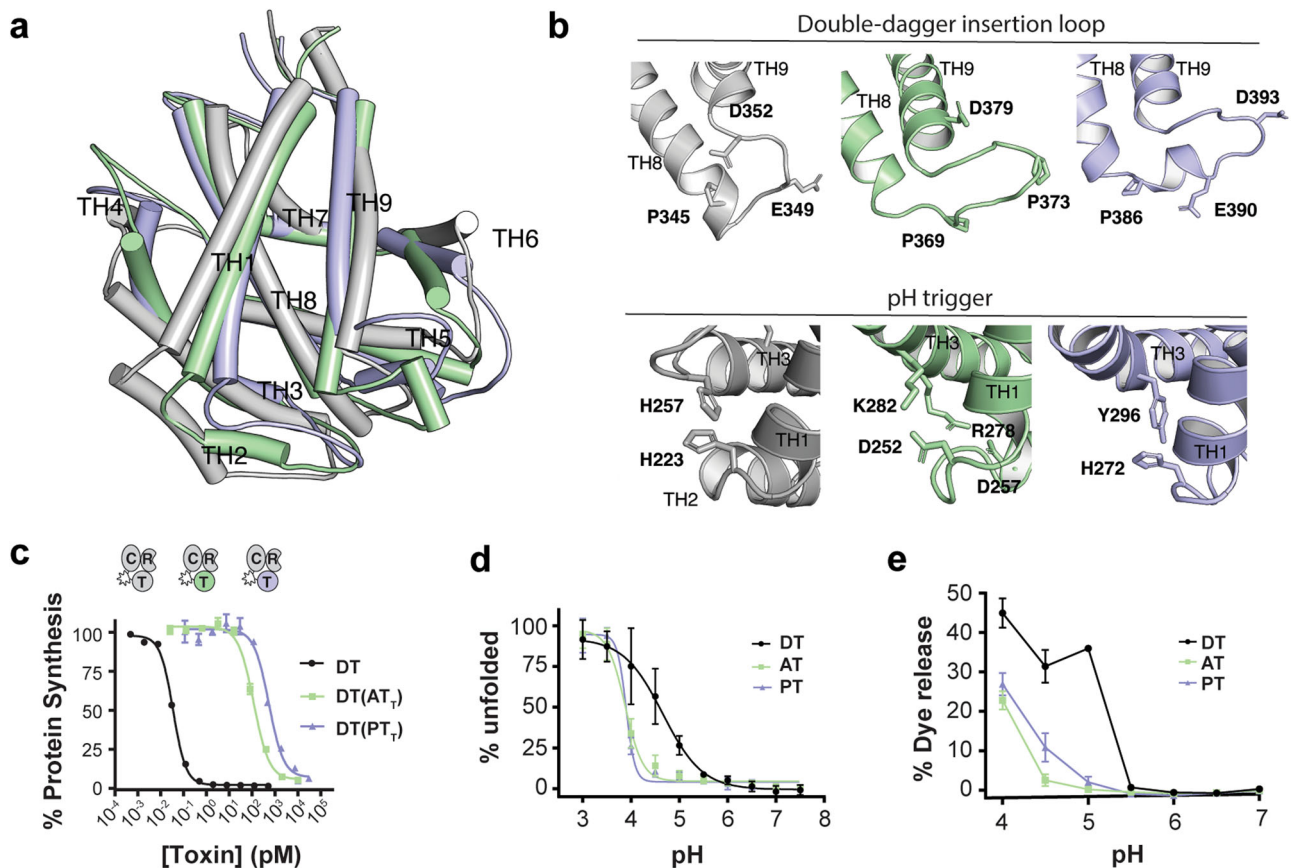 a
TH4
TH7
TH9
TH6
TH1
TH8
TH5
TH3
TH2
b
Double-dagger insertion loop
TH9
D352
TH8
P345
E349
TH9
TH8
D379
P373
P369
TH8
TH9
D393
P386
E390
pH trigger
TH3
H257
H223
TH1
TH2
TH3
K282
TH1
R278
D252
D257
TH3
Y296
TH1
H272
c
C R
T
C R
T
C R
T
% Protein Synthesis
100
75
50
25
0
10-4
10-3
10-2
10-1
100
101
102
103
104
105
[Toxin] (pM)
DT
DT(ATT)
DT(PTT)
d
% unfolded
100
75
50
25
0
3 4 5 6 7 8
pH
DT
AT
PT
e
% Dye release
50
40
30
20
10
0
4 5 6 7
pH
DT
AT
PT